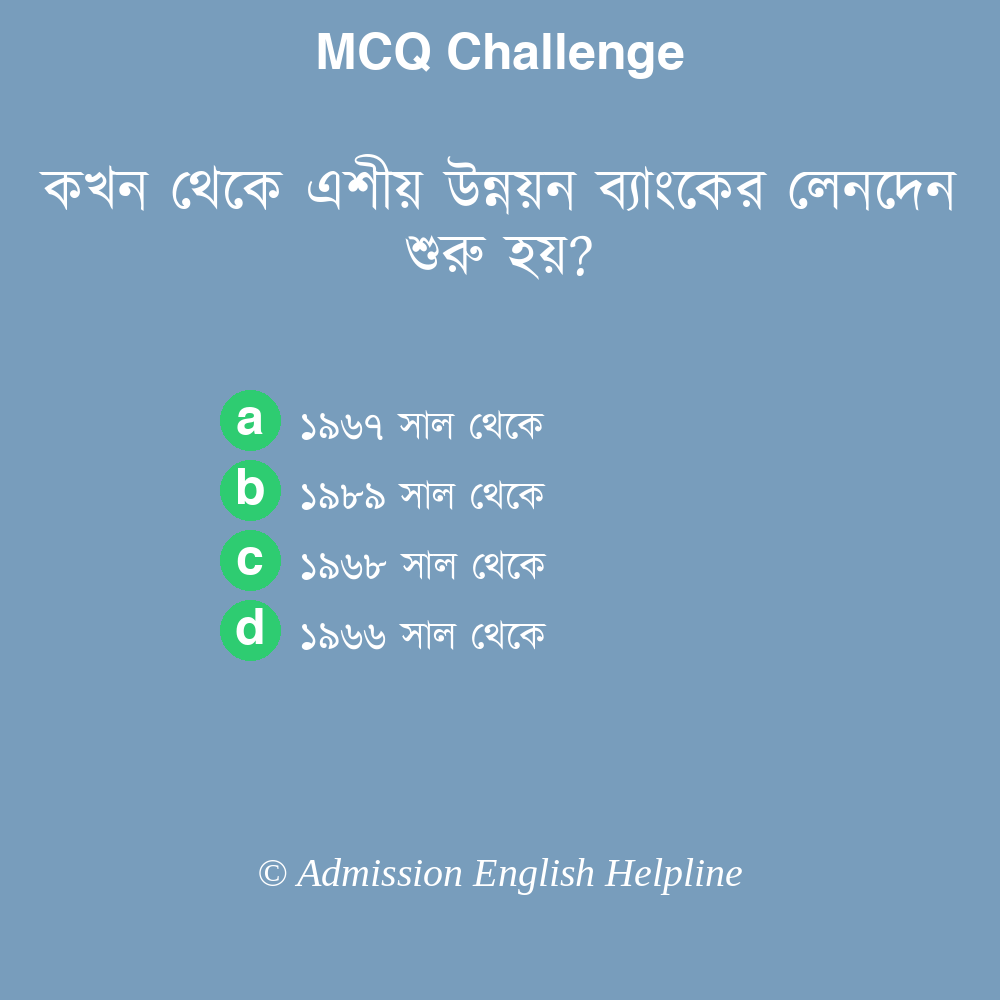 MCQ Challenge
কখন থেকে এশীয় উন্নয়ন ব্যাংকের লেনদেন
শুরু হয়?
a ১৯৬৭ সাল থেকে
b ১৯৮৯ সাল থেকে
c ১৯৬৮ সাল থেকে
d ১৯৬৬ সাল থেকে
© Admission English Helpline